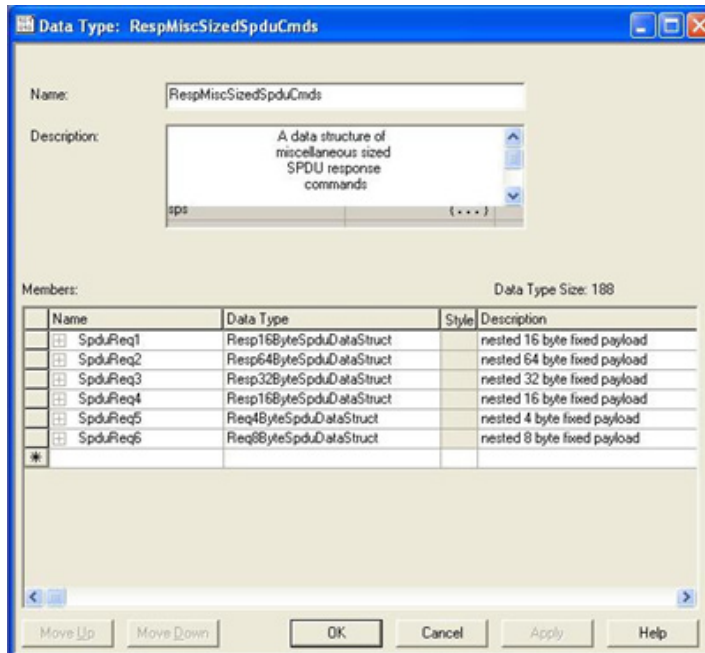 Data Type: RespMiscSizedSpduCmds
Name: RespMiscSizedSpduCmds
Description: A data structure of
miscellaneous sized
SPDU response
commands
sps {...}
Members: Data Type Size: 188
Name Data Type Style Description
SpduReq1 Resp16ByteSpduDataStruct nested 16 byte fixed payload
SpduReq2 Resp64ByteSpduDataStruct nested 64 byte fixed payload
SpduReq3 Resp32ByteSpduDataStruct nested 32 byte fixed payload
SpduReq4 Resp16ByteSpduDataStruct nested 16 byte fixed payload
SpduReq5 Req4ByteSpduDataStruct nested 4 byte fixed payload
SpduReq6 Req8ByteSpduDataStruct nested 8 byte fixed payload
Move Up Move Down OK Cancel Apply Help